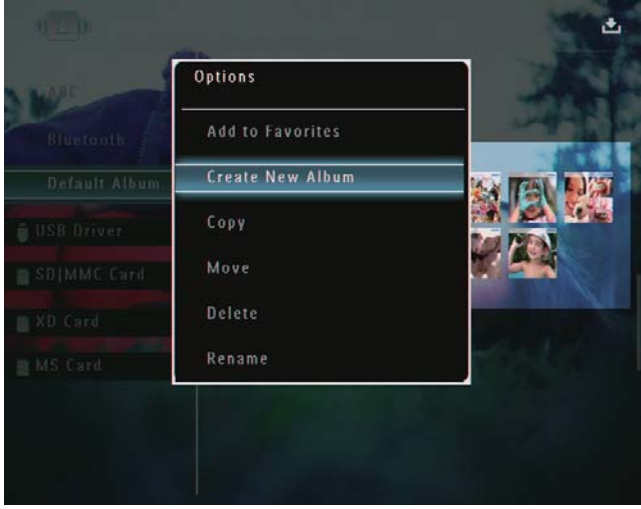 Options
Add to Favorites
Create New Album
Copy
Move
Delete
Rename
ABC
Bluetooth
Default Album
USB Driver
SD|MMC Card
XD Card
MS Card